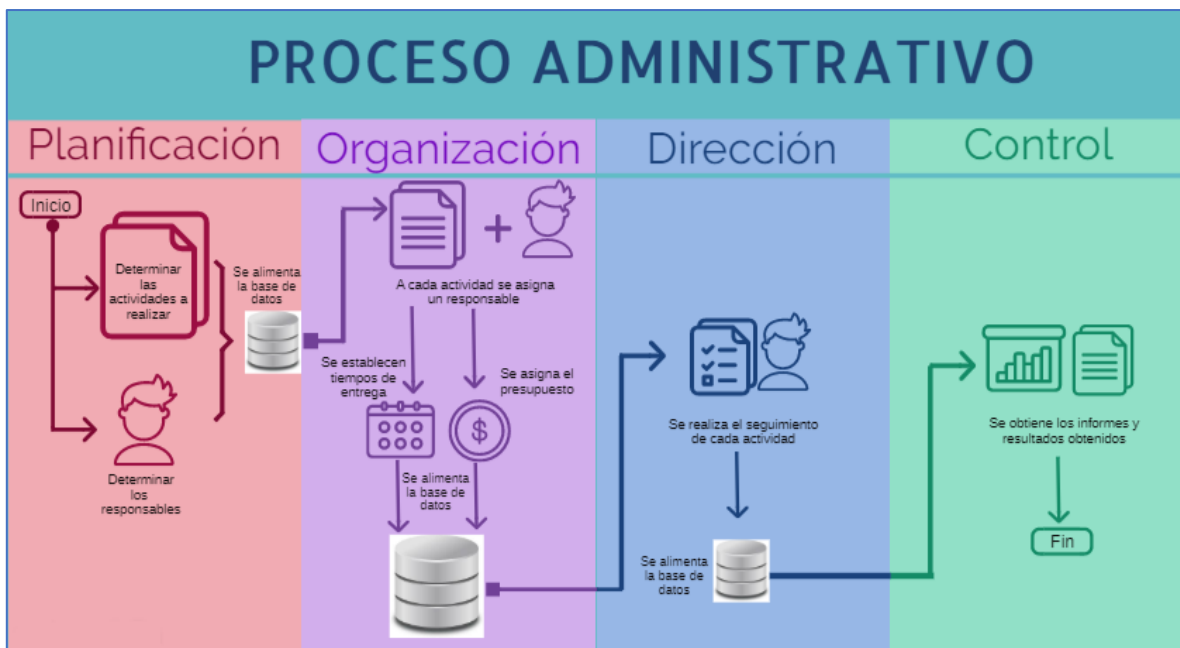 PROCESO ADMINISTRATIVO
Planificación
Organización
Dirección
Control
Inicio
Determinar
las
actividades a
realizar
Determinar
los
responsables
Se alimenta
la base de
datos
A cada actividad se asigna
un responsable
Se establecen
tiempos de
entrega
Se asigna el
presupuesto
$
Se alimenta
la base de
datos
Se realiza el seguimiento
de cada actividad
Se alimenta
la base de
datos
Se obtiene los informes y
resultados obtenidos
Fin